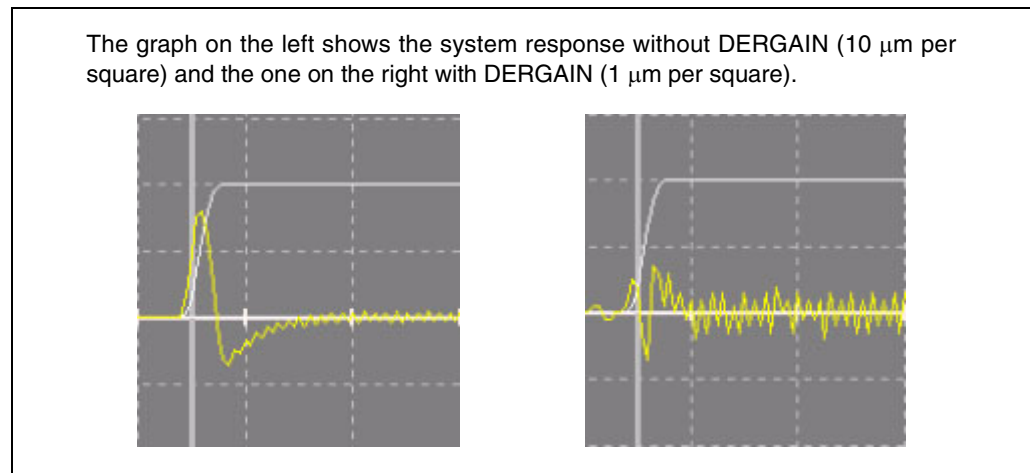 The graph on the left shows the system response without DERGAIN (10 μm per
square) and the one on the right with DERGAIN (1 μm per square).